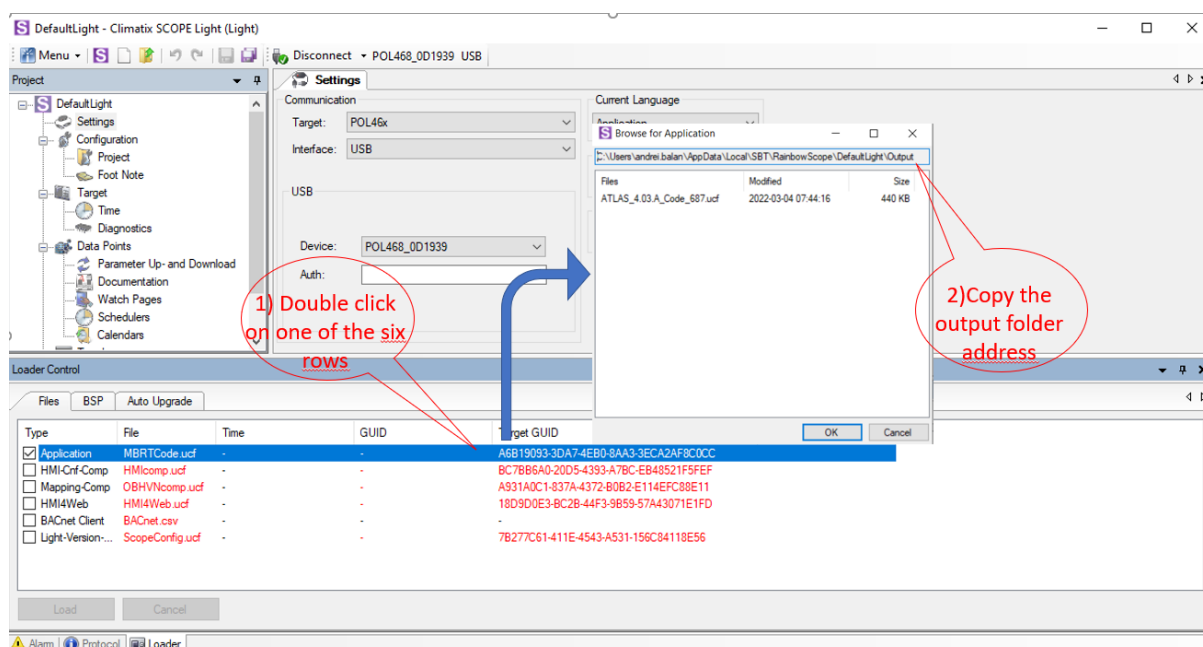 DefaultLight - Climatix SCOPE Light (Light)
Menu
Disconnect POL468_0D1939 USB
Project
DefaultLight
Settings
Configuration
Project
Foot Note
Target
Time
Diagnostics
Data Points
Parameter Up- and Download
Documentation
Watch Pages
Schedulers
Calendars
Settings
Communication
Target: POL46x
Interface: USB
USB
Device: POL468_0D1939
Auth:
Current Language
Application
Browse for Application
:\Users\andrei.balan\AppData\Local\SBT\RainbowScope\DefaultLight\Output
Files Modified Size
ATLAS_4.03.A_Code_687.ucf 2022-03-04 07:44:16 440 KB
OK Cancel
1) Double click
on one of the six
rows
2)Copy the
output folder
address
Loader Control
Files BSP Auto Upgrade
Type File Time GUID Target GUID
Application MBRTCode.ucf - - A6B19093-3DA7-4EB0-8AA3-3ECA2AF8C0CC
HMI-Cnf-Comp HMIcomp.ucf - - BC7BB6A0-20D5-4393-A7BC-EB48521F5FEF
Mapping-Comp OBHVNcomp.ucf - - A931A0C1-837A-4372-B0B2-E114EFC88E11
HMI4Web HMI4Web.ucf - - 18D9D0E3-BC2B-44F3-9B59-57A43071E1FD
BACnet Client BACnet.csv - - -
Light-Version-... ScopeConfig.ucf - - 7B277C61-411E-4543-A531-156C84118E56
Load Cancel
Alarm Protocol Loader